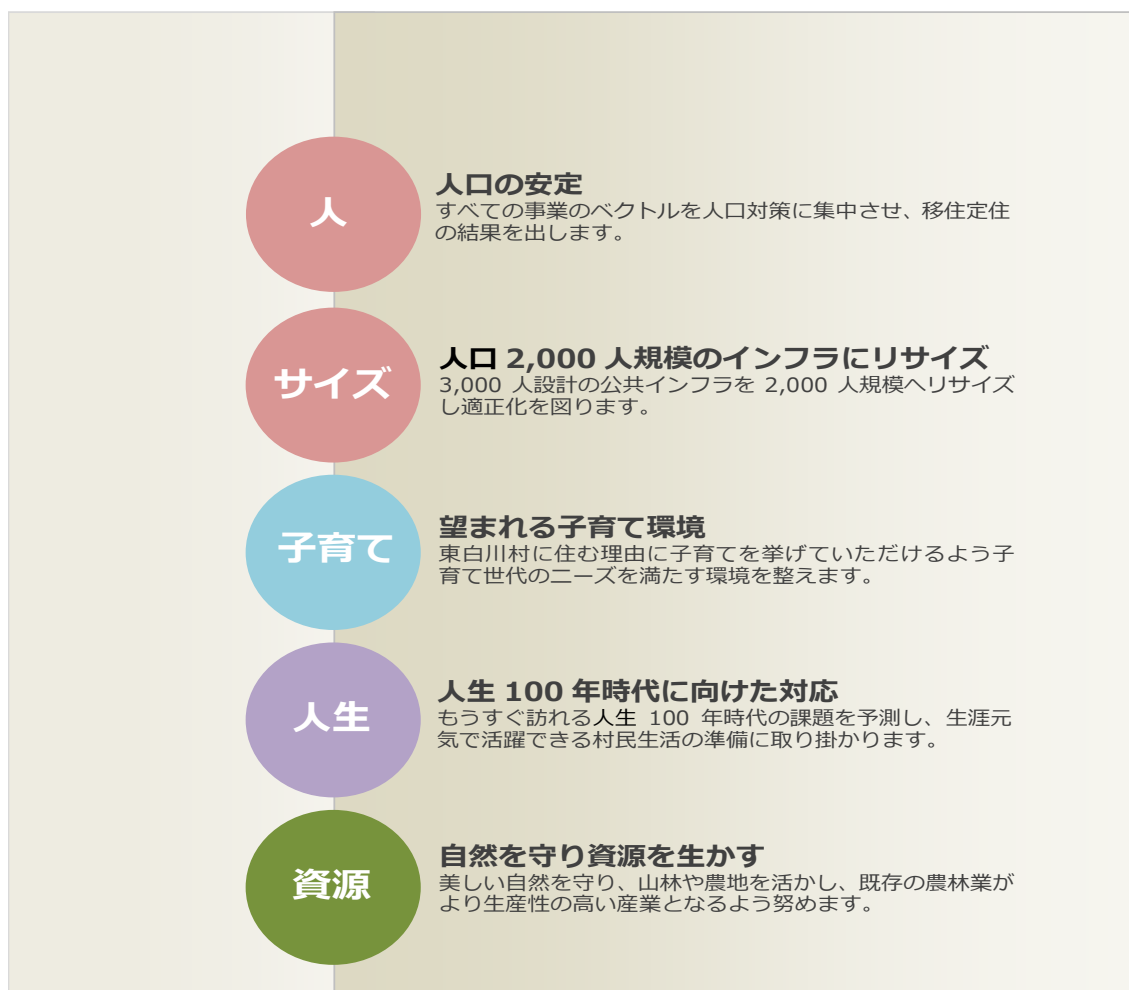 人
人口の安定
すべての事業のベクトルを人口対策に集中させ、移住定住
の結果を出します。
サイズ
人口 2,000 人規模のインフラにリサイズ
3,000 人設計の公共インフラを 2,000 人規模へリサイズ
し適正化を図ります。
子育て
望まれる子育て環境
東白川村に住む理由に子育てを挙げていただけるよう子
育て世代のニーズを満たす環境を整えます。
人生
人生 100 年時代に向けた対応
もうすぐ訪れる人生 100 年時代の課題を予測し、生涯元
気で活躍できる村民生活の準備に取り掛かります。
資源
自然を守り資源を生かす
美しい自然を守り、山林や農地を活かし、既存の農林業が
より生産性の高い産業となるよう努めます。